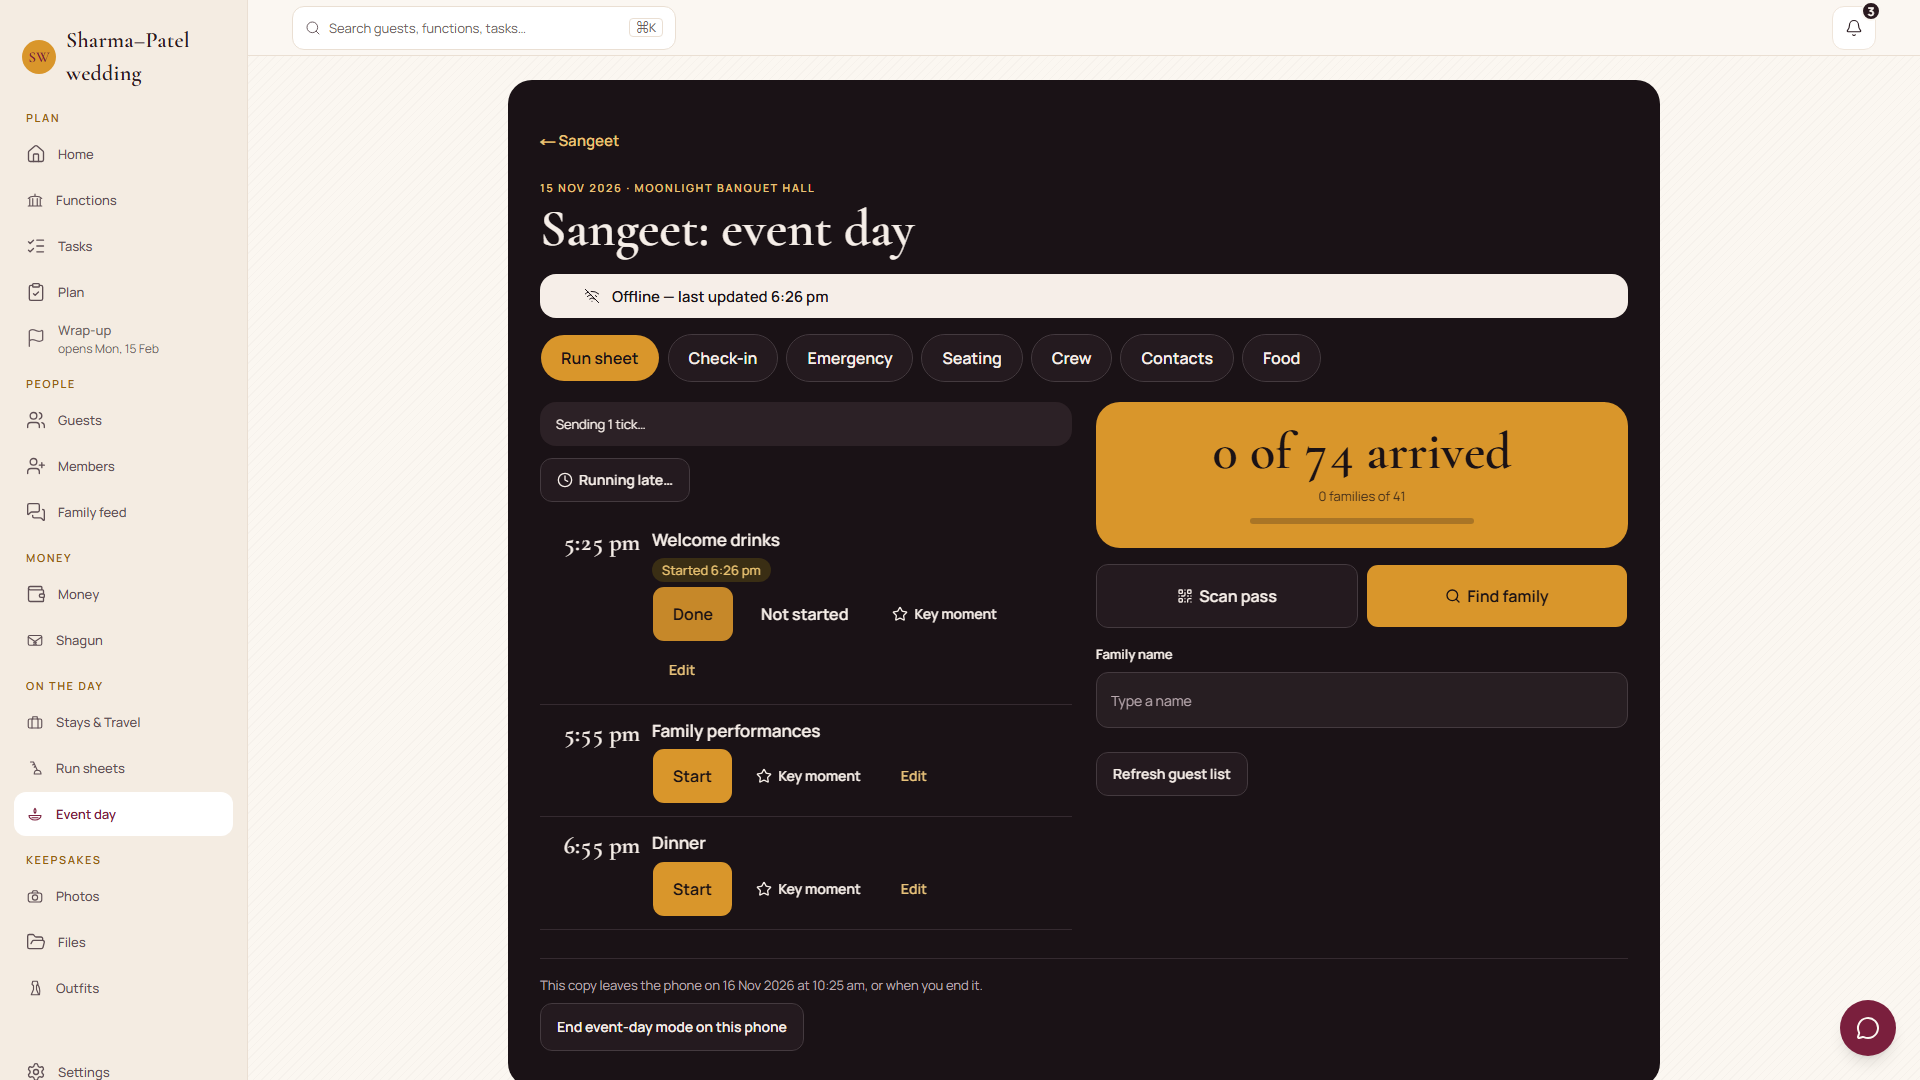 SW
Sharma–Patel
wedding
PLAN
Home
Functions
Tasks
Plan
Wrap-up
opens Mon, 15 Feb
PEOPLE
Guests
Members
Family feed
MONEY
Money
Shagun
ON THE DAY
Stays & Travel
Run sheets
Event day
KEEPSAKES
Photos
Files
Outfits
Settings
Search guests, functions, tasks…
⌘K
3
← Sangeet
15 NOV 2026 · MOONLIGHT BANQUET HALL
Sangeet: event day
Offline — last updated 6:26 pm
Run sheet
Check-in
Emergency
Seating
Crew
Contacts
Food
Sending 1 tick…
Running late…
5:25 pm
Welcome drinks
Started 6:26 pm
Done
Not started
Key moment
Edit
5:55 pm
Family performances
Start
Key moment
Edit
6:55 pm
Dinner
Start
Key moment
Edit
0 of 74 arrived
0 families of 41
Scan pass
Find family
Family name
Type a name
Refresh guest list
This copy leaves the phone on 16 Nov 2026 at 10:25 am, or when you end it.
End event-day mode on this phone